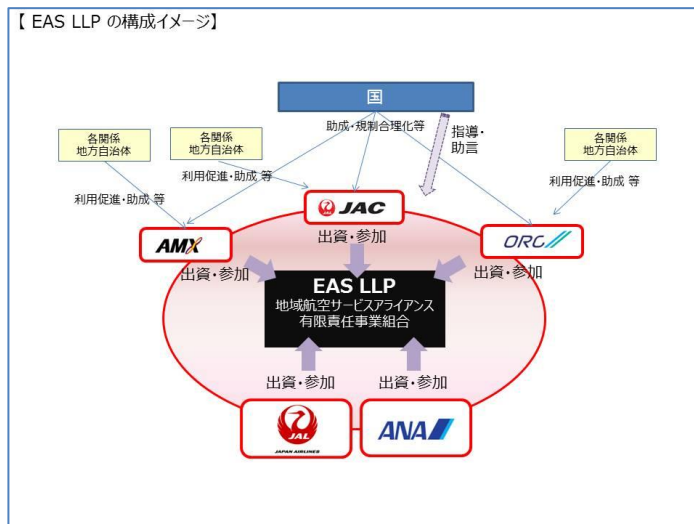 【 EAS LLP の構成イメージ】
国
助成・規制合理化等
指導・
助言
各関係
地方自治体
各関係
地方自治体
各関係
地方自治体
利用促進・助成 等
利用促進・助成 等
利用促進・助成 等
JAL
JAC
AMX
ORC
出資・参加
出資・参加
出資・参加
EAS LLP
地域航空サービスアライアンス
有限責任事業組合
出資・参加
出資・参加
JAL
JAPAN AIRLINES
ANA